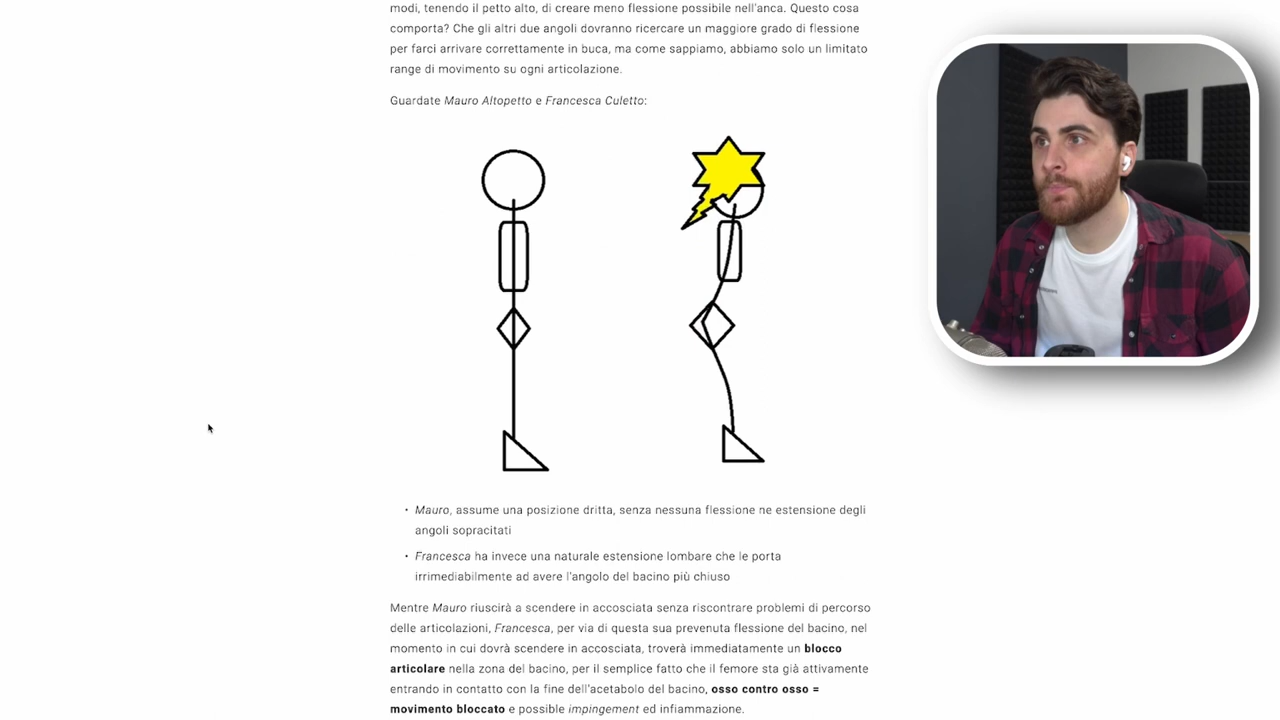 modi, tenendo il petto alto, di creare meno flessione possibile nell'anca. Questo cosa
comporta? Che gli altri due angoli dovranno ricercare un maggiore grado di flessione
per farci arrivare correttamente in buca, ma come sappiamo, abbiamo solo un limitato
range di movimento su ogni articolazione.
Guardate Mauro Altopetto e Francesca Culetto:
• Mauro, assume una posizione dritta, senza nessuna flessione ne estensione degli
angoli sopracitati
• Francesca ha invece una naturale estensione lombare che le porta
irrimediabilmente ad avere l'angolo del bacino più chiuso
Mentre Mauro riuscirà a scendere in accosciata senza riscontrare problemi di percorso
delle articolazioni, Francesca, per via di questa sua prevenuta flessione del bacino, nel
momento in cui dovrà scendere in accosciata, troverà immediatamente un blocco
articolare nella zona del bacino, per il semplice fatto che il femore sta già attivamente
entrando in contatto con la fine dell'acetabolo del bacino, osso contro osso =
movimento bloccato e possible impingement ed infiammazione.